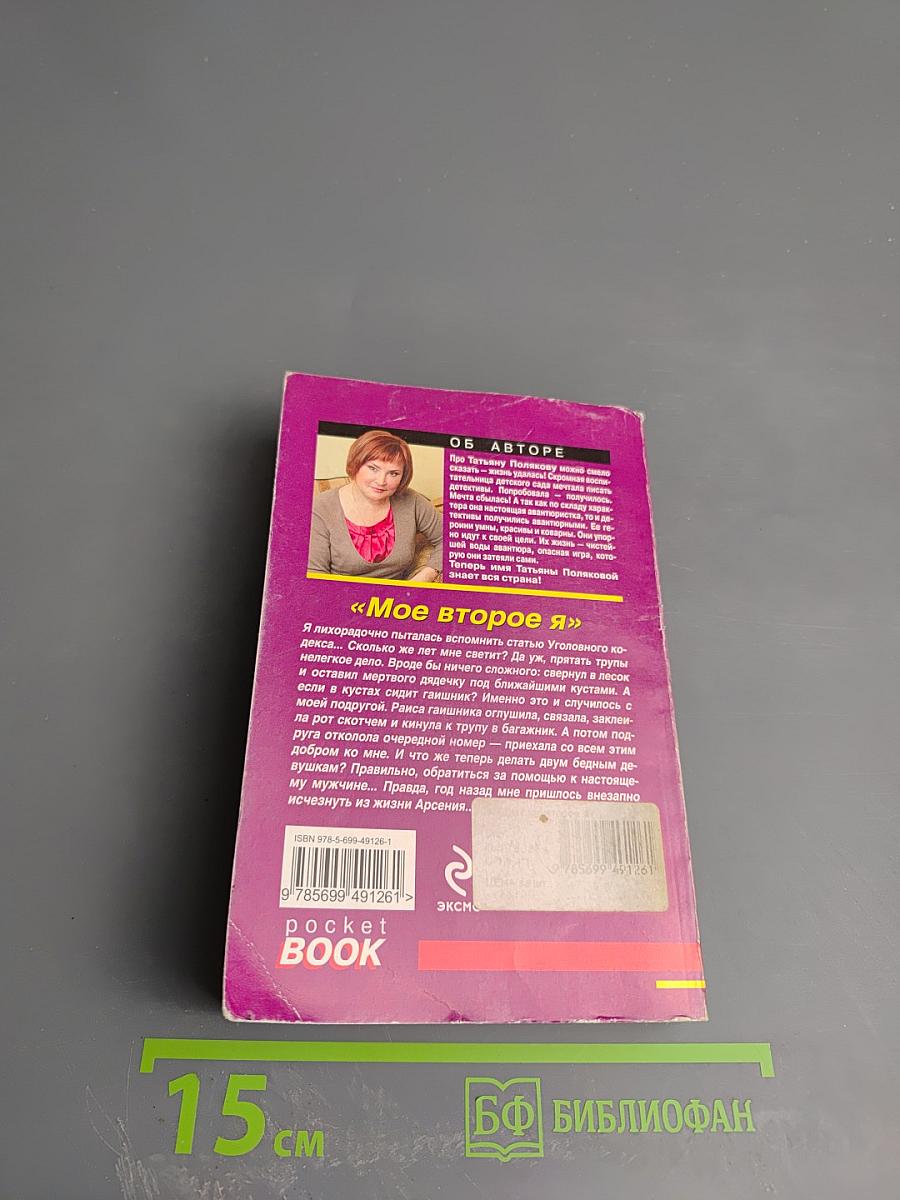 ОБ АВТОРЕ
Про Татьяну Полякову можно смело
сказать — жизнь удалась! Скромная воспи-
тательница детского сада мечтала писать
детективы. Попробовала — получилось.
Мечта сбылась! А так как по складу харак-
тера она настоящая авантюристка, то и де-
тективы получились авантюрными. Ее ге-
роини умны, красивы и коварны. Они упор-
но идут к своей цели. Их жизнь — чистей-
шей воды авантюра, опасная игра, кото-
рую они затеяли сами.
Теперь имя Татьяны Поляковой
знает вся страна!
«Мое второе я»
Я лихорадочно пыталась вспомнить статью Уголовного ко-
декса... Сколько же лет мне светит? Да уж, прятать трупы
нелегкое дело. Вроде бы ничего сложного: свернул в лесок
и оставил мертвого дядечку под ближайшими кустами. А
если в кустах сидит гаишник? Именно это и случилось с
моей подругой. Раиса гаишника оглушила, связала, заклеи-
ла рот скотчем и кинула к трупу в багажник. А потом под-
руга отколола очередной номер — приехала со всем этим
добром ко мне. И что же теперь делать двум бедным де-
вушкам? Правильно, обратиться за помощью к настояще-
му мужчине... Правда, год назад мне пришлось внезапно
исчезнуть из жизни Арсения...
ISBN 978-5-699-49126-1
9 785699 491261 >
ЭКСМО
9 785699 491261
pocket
BOOK
15 см
БФ БИБЛИОФАН